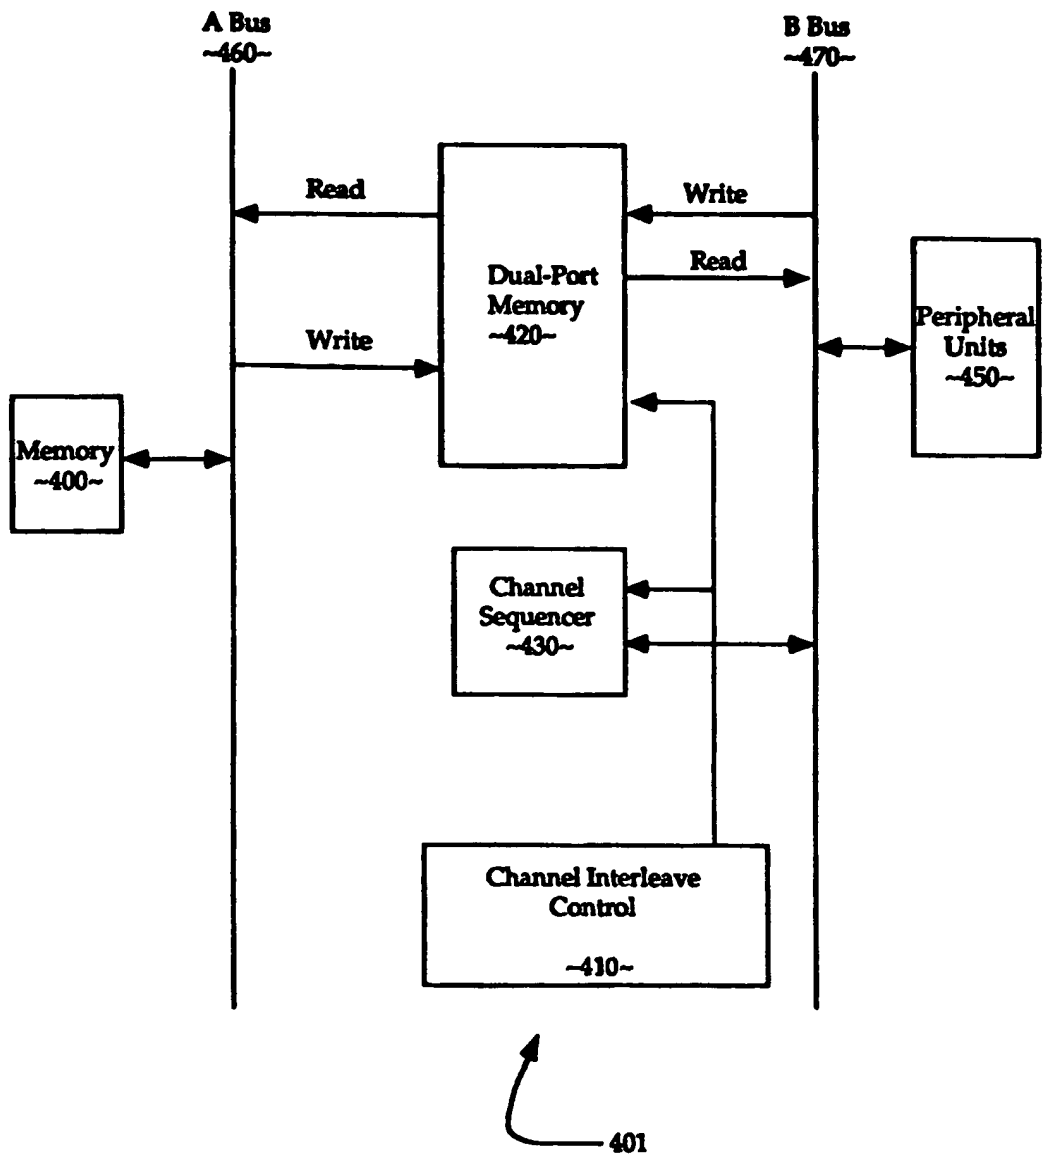 A Bus
~460~
B Bus
~470~
Read
Write
Dual-Port
Memory
~420~
Read
Write
Peripheral
Units
~450~
Memory
~400~
Channel
Sequencer
~430~
Channel Interleave
Control
~410~
401